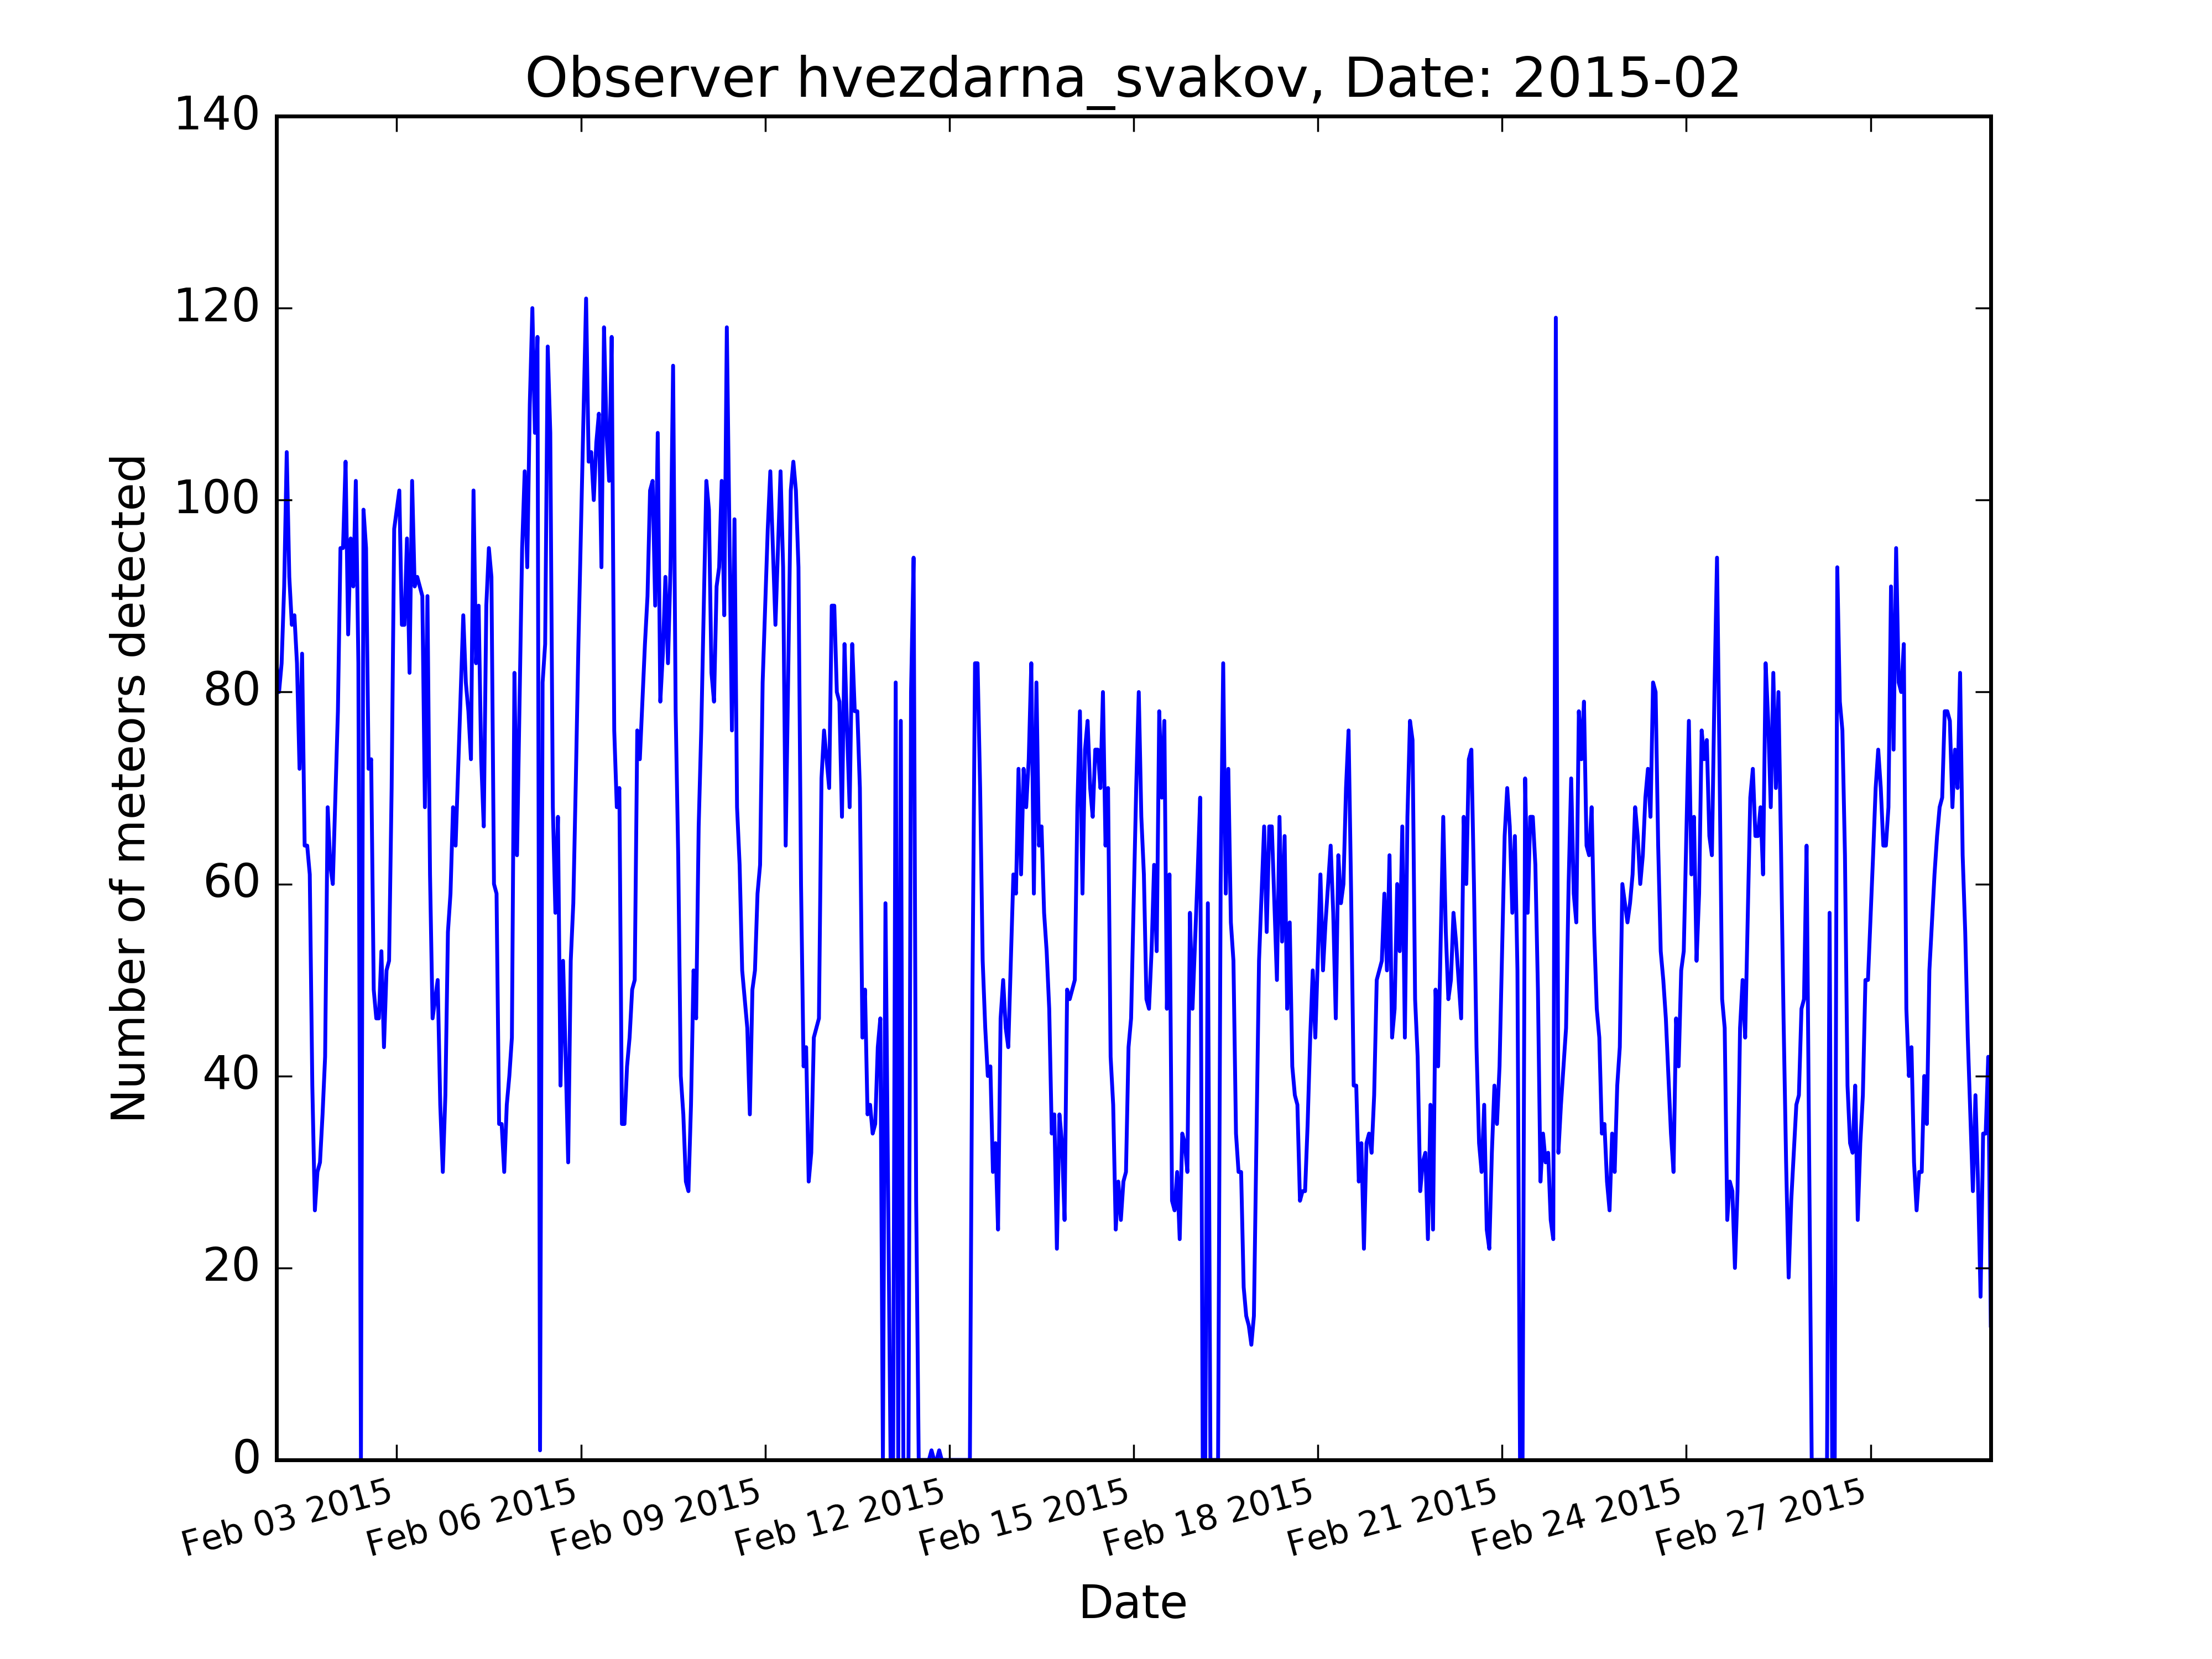 Observer hvezdarna_svakov, Date: 2015-02
Number of meteors detected
140
120
100
80
60
40
20
0
Feb 03 2015
Feb 06 2015
Feb 09 2015
Feb 12 2015
Feb 15 2015
Feb 18 2015
Feb 21 2015
Feb 24 2015
Feb 27 2015
Date